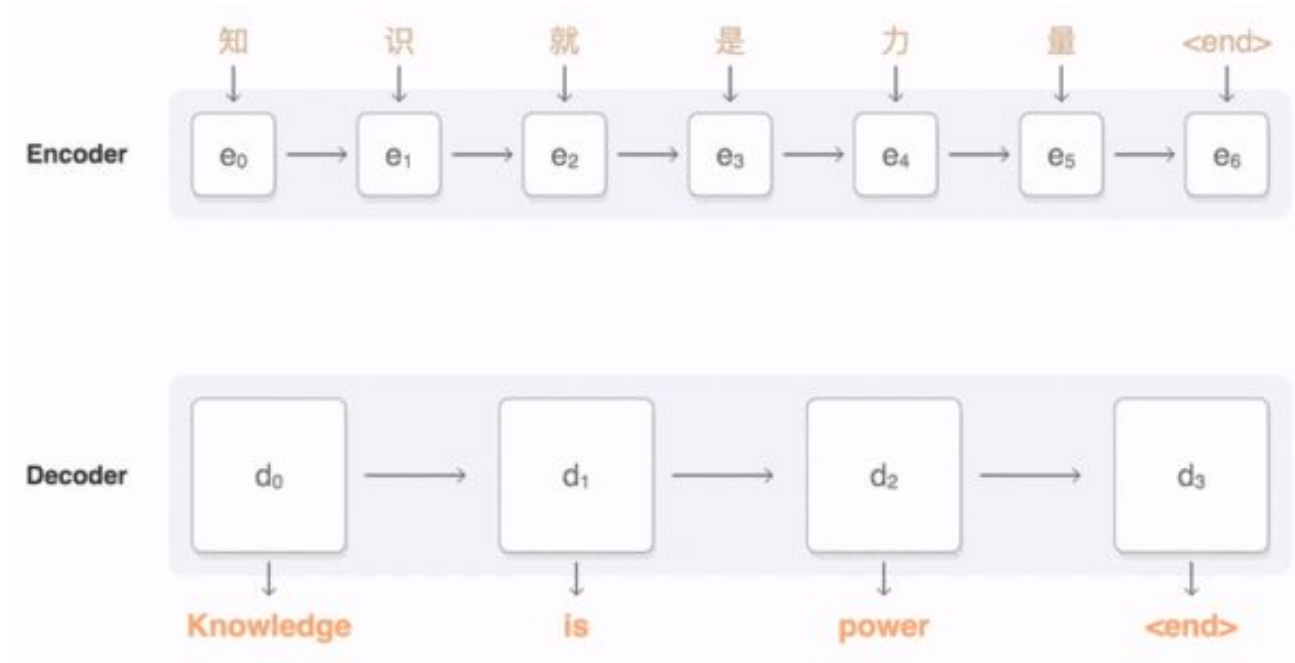 知 识 就 是 力 量 <end>
Encoder e₀ e₁ e₂ e₃ e₄ e₅ e₆
Decoder d₀ d₁ d₂ d₃
Knowledge is power <end>